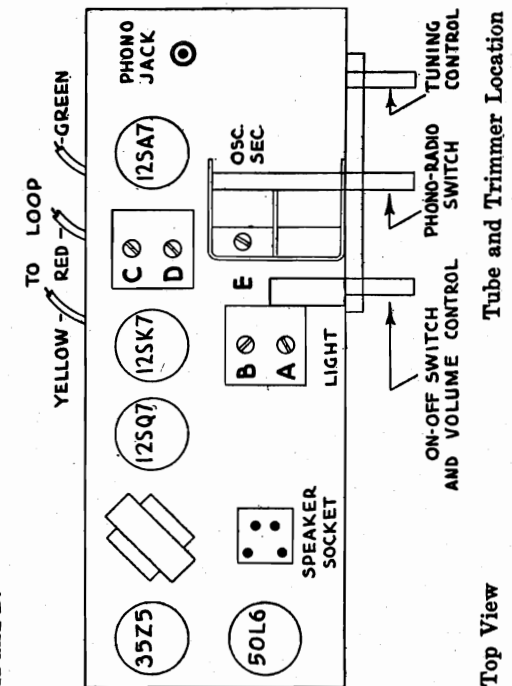 TO LOOP
YELLOW - RED - GREEN
35Z5
12SQ7
12SK7
C
D
12SA7
PHONO
JACK
50L6
SPEAKER
SOCKET
B
A
LIGHT
E
OSC.
SEC.
ON-OFF SWITCH
AND VOLUME CONTROL
PHONO-RADIO
SWITCH
TUNING
CONTROL
Top View
Tube and Trimmer Location